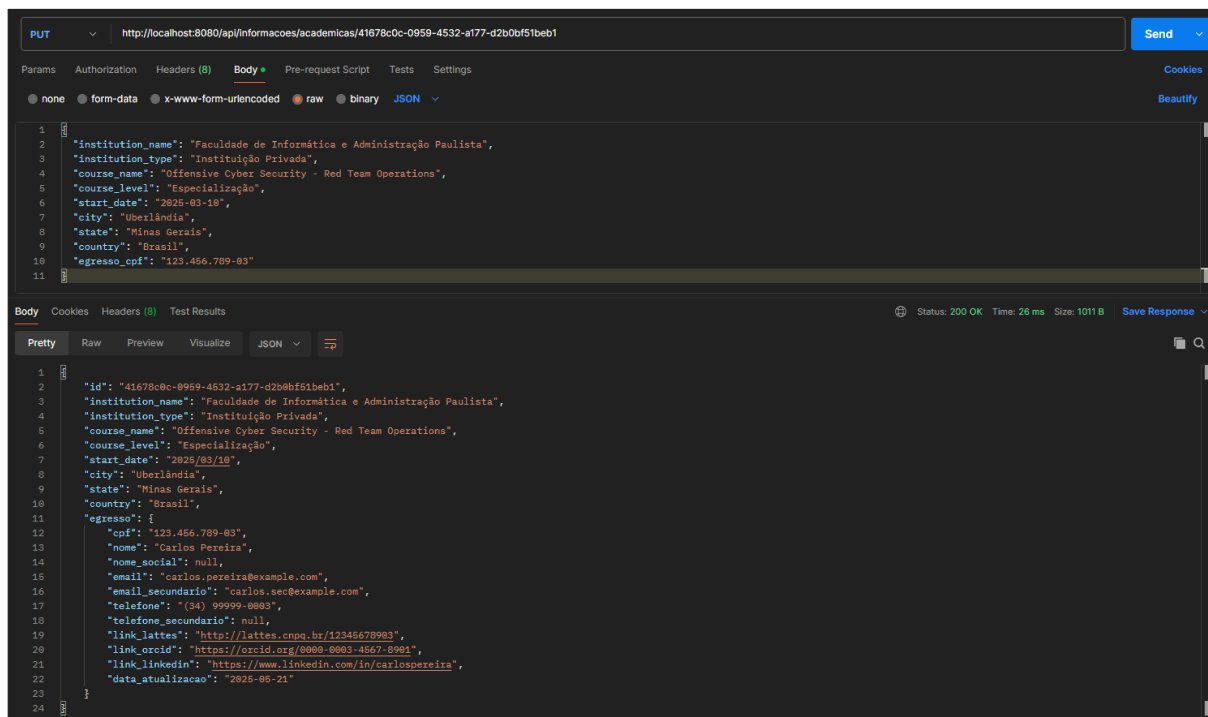 PUT http://localhost:8080/api/informacoes/academicas/41678c0c-0959-4532-a177-d2b0bf51beb1 Send
Params Authorization Headers (8) Body Pre-request Script Tests Settings Cookies
none form-data x-www-form-urlencoded raw binary JSON Beautify
1 {
2 "institution_name": "Faculdade de Informática e Administração Paulista",
3 "institution_type": "Instituição Privada",
4 "course_name": "Offensive Cyber Security - Red Team Operations",
5 "course_level": "Especialização",
6 "start_date": "2025-03-10",
7 "city": "Uberlândia",
8 "state": "Minas Gerais",
9 "country": "Brasil",
10 "egresso_cpf": "123.456.789-03"
11 }
Body Cookies Headers (8) Test Results Status: 200 OK Time: 26 ms Size: 1011 B Save Response
Pretty Raw Preview Visualize JSON
1 {
2 "id": "41678c0c-0959-4532-a177-d2b0bf51beb1",
3 "institution_name": "Faculdade de Informática e Administração Paulista",
4 "institution_type": "Instituição Privada",
5 "course_name": "Offensive Cyber Security - Red Team Operations",
6 "course_level": "Especialização",
7 "start_date": "2025/03/10",
8 "city": "Uberlândia",
9 "state": "Minas Gerais",
10 "country": "Brasil",
11 "egresso": {
12 "cpf": "123.456.789-03",
13 "nome": "Carlos Pereira",
14 "nome_social": null,
15 "email": "carlos.pereira@example.com",
16 "email_secundario": "carlos.sec@example.com",
17 "telefone": "(34) 99999-0003",
18 "telefone_secundario": null,
19 "link_lattes": "http://lattes.cnpq.br/12345678903",
20 "link_orcid": "https://orcid.org/0000-0003-4567-8901",
21 "link_linkedin": "https://www.linkedin.com/in/carlospereira",
22 "data_atualizacao": "2025-05-21"
23 }
24 }